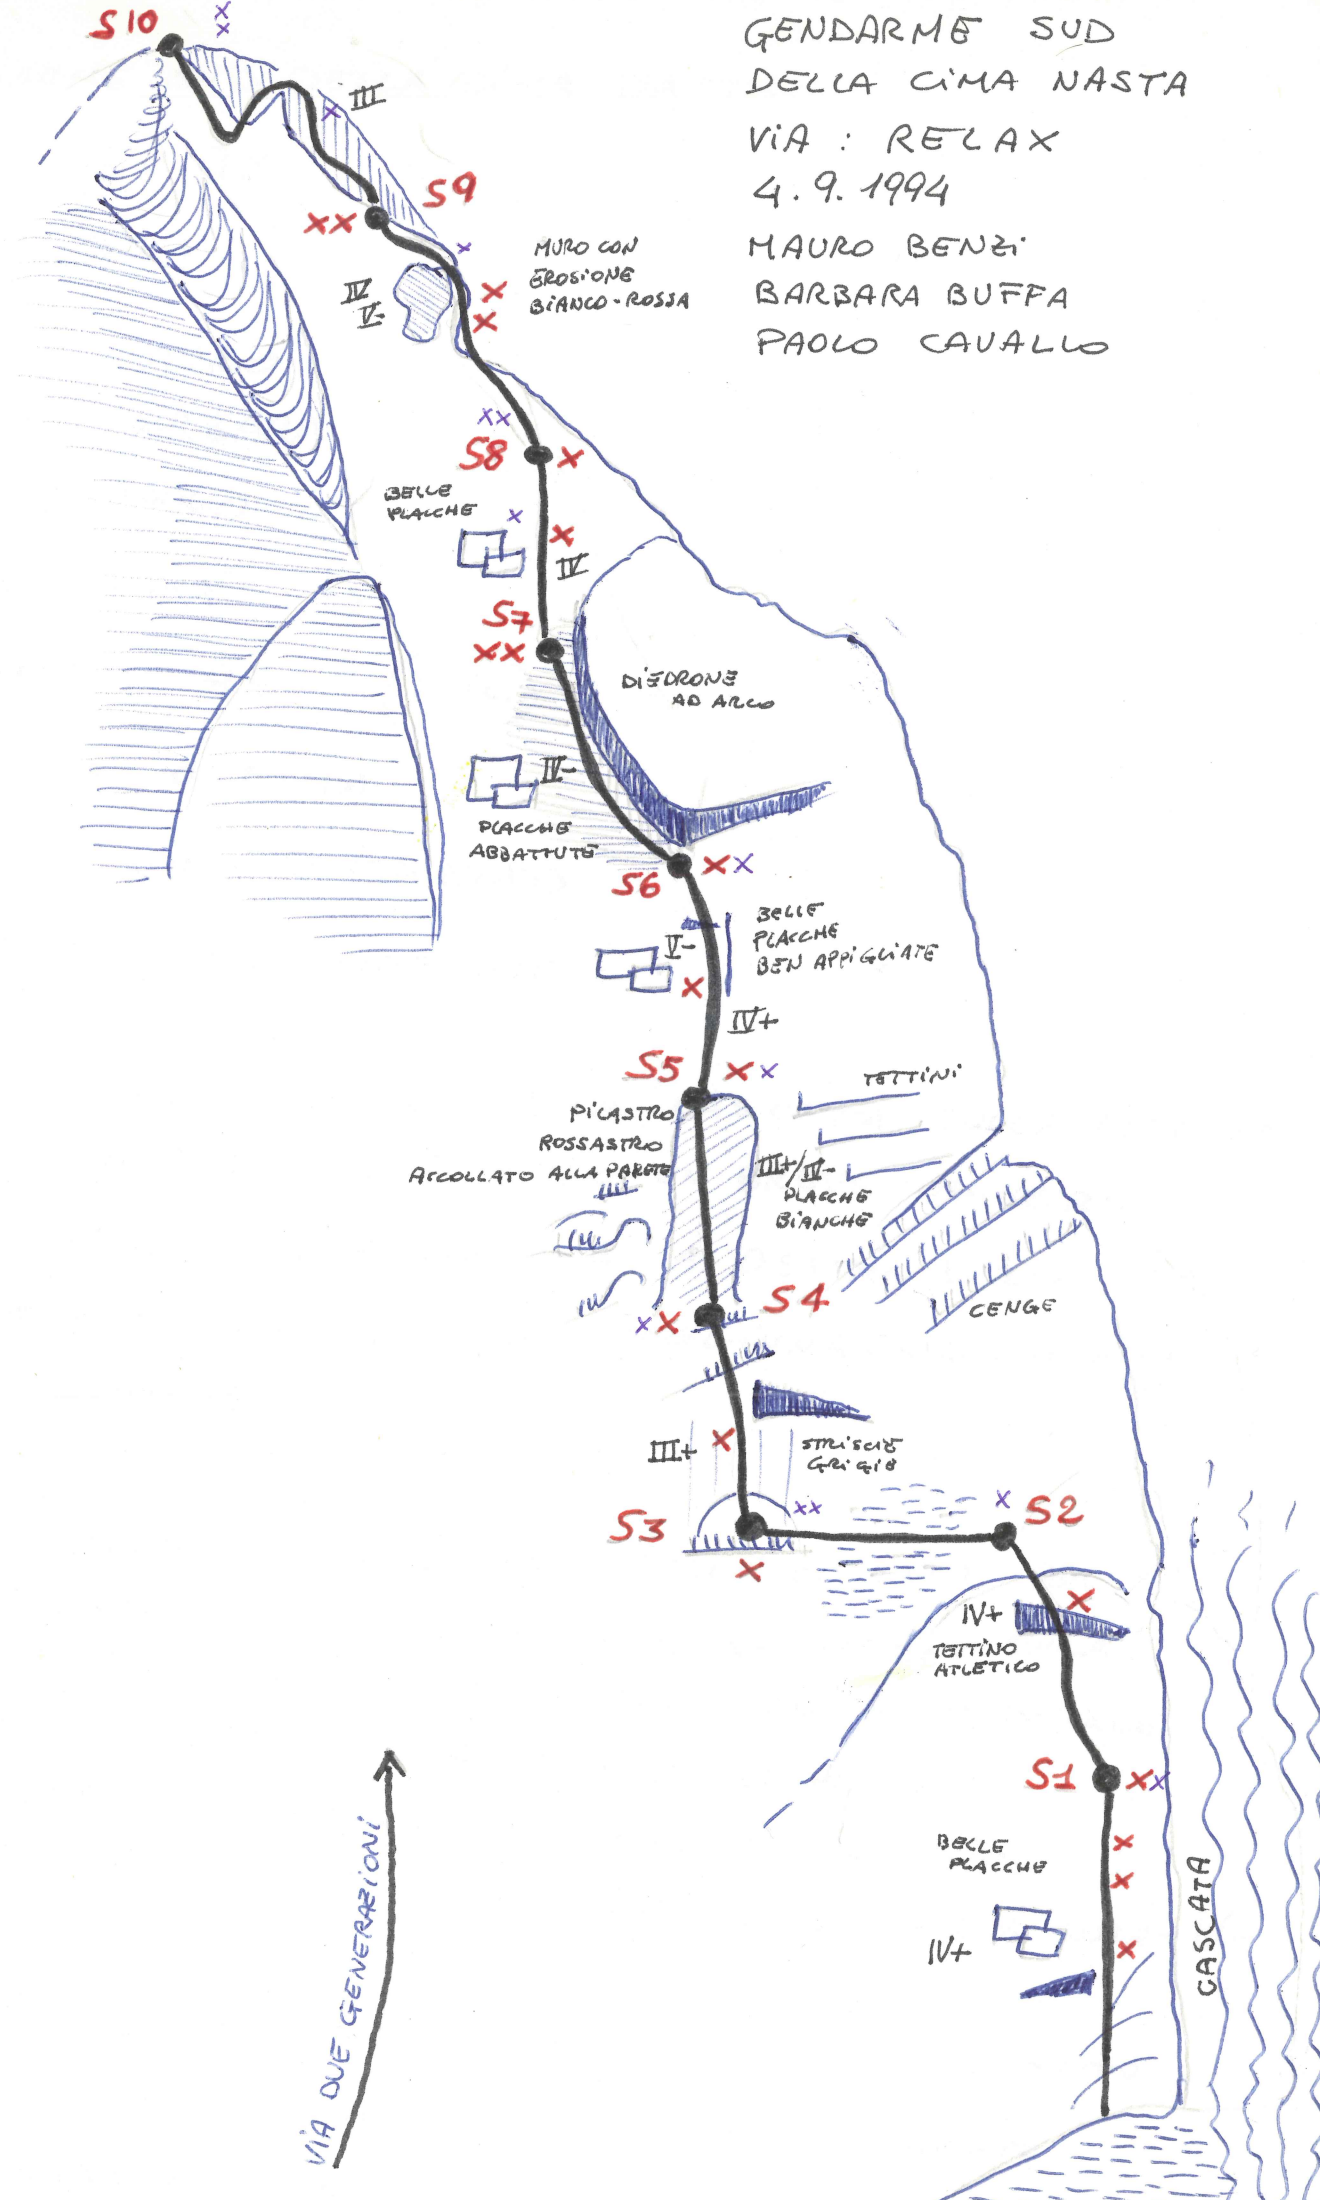 GENDARME SUD
DELLA CIMA NASTA
VIA : RELAX
4.9.1994
MAURO BENZI
BARBARA BUFFA
PAOLO CAVALLO
S10
III
S9
XX
MURO CON
EROSIONE
BIANCO-ROSSA
IV
V-
S8
BELLE
PLACCHE
IV
S7
XX
DIEDRONE
AD ARCO
IV-
PLACCHE
ABBATTUTE
S6
BELLE
PLACCHE
BEN APPIGLIATE
V-
IV+
S5
TETTINI
PILASTRO
ROSSASTRO
ACCOLLATO ALLA PARETE
III+/IV-
PLACCHE
BIANCHE
S4
CENGE
III+
STRISCIE
GRIGIE
S3
S2
IV+
TETTINO
ATLETICO
S1
BELLE
PLACCHE
IV+
CASCATA
VIA DUE GENERAZIONI